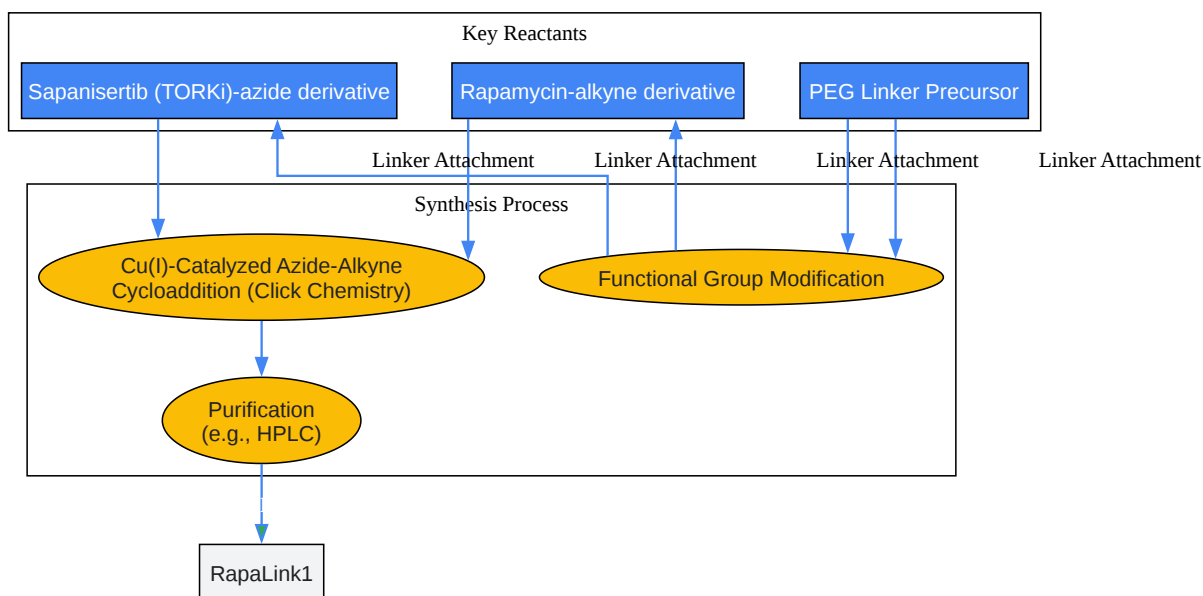 Key Reactants
Sapanisertib (TORKi)-azide derivative
Rapamycin-alkyne derivative
PEG Linker Precursor
Linker Attachment
Linker Attachment
Linker Attachment
Linker Attachment
Synthesis Process
Cu(I)-Catalyzed Azide-Alkyne
Cycloaddition (Click Chemistry)
Functional Group Modification
Purification
(e.g., HPLC)
RapaLink1